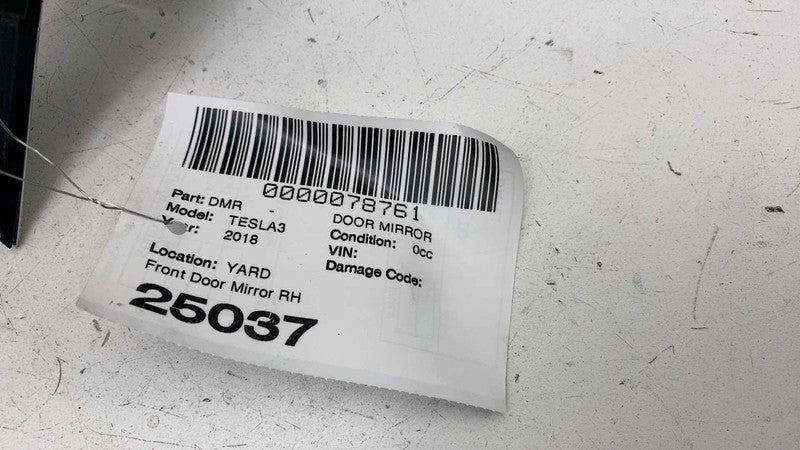 0000078761
Part: DMR - DOOR MIRROR
Model: TESLA3 Condition: 0cc
Year: 2018 VIN:
Damage Code:
Location: YARD
Front Door Mirror RH
25037